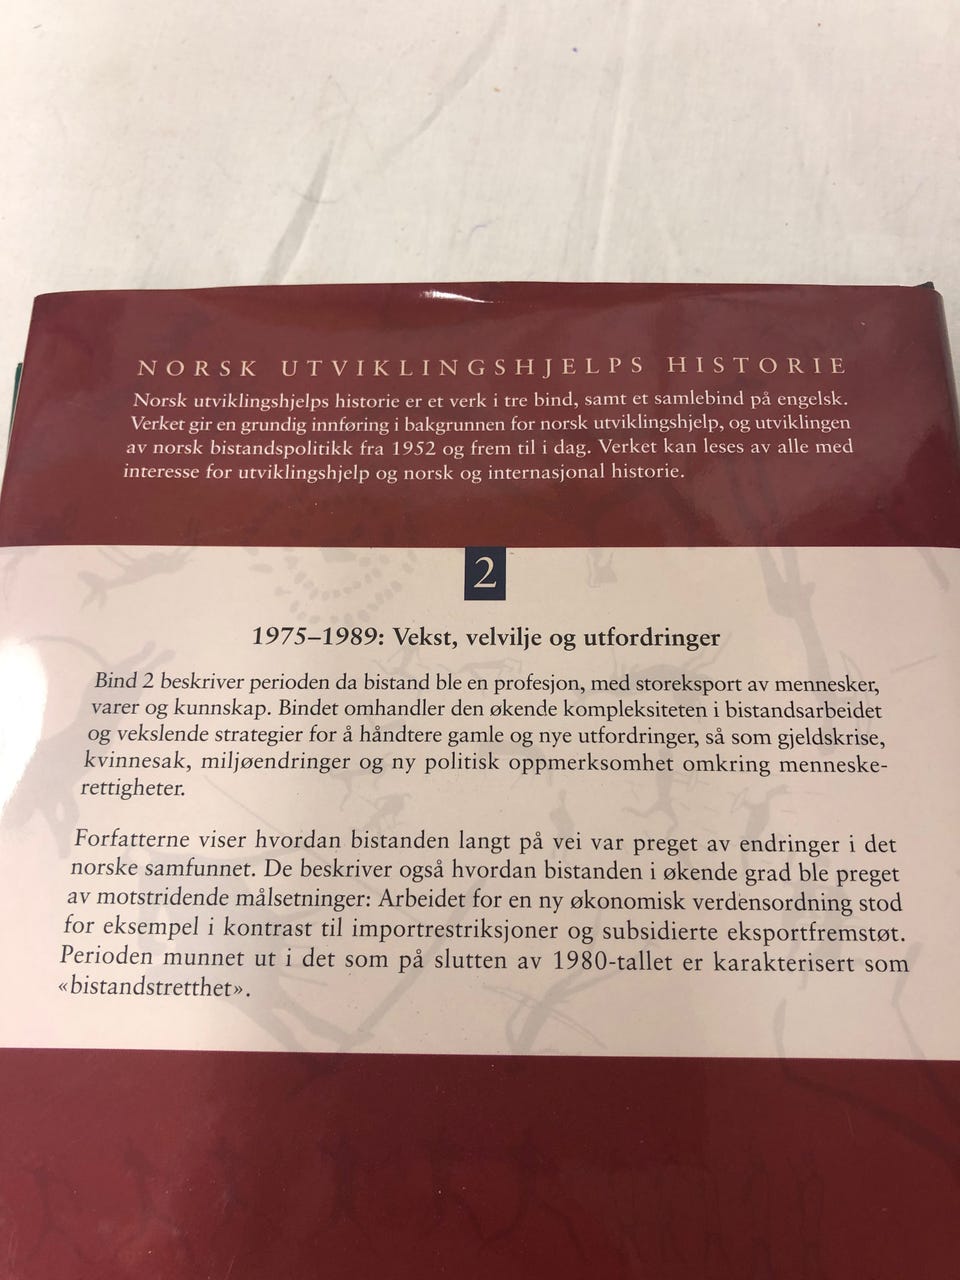 NORSK UTVIKLINGSHJELPS HISTORIE
Norsk utviklingshjelps historie er et verk i tre bind, samt et samlebind på engelsk.
Verket gir en grundig innføring i bakgrunnen for norsk utviklingshjelp, og utviklingen
av norsk bistandspolitikk fra 1952 og frem til i dag. Verket kan leses av alle med
interesse for utviklingshjelp og norsk og internasjonal historie.
2
1975–1989: Vekst, velvilje og utfordringer
Bind 2 beskriver perioden da bistand ble en profesjon, med storeksport av mennesker,
varer og kunnskap. Bindet omhandler den økende kompleksiteten i bistandsarbeidet
og vekslende strategier for å håndtere gamle og nye utfordringer, så som gjeldskrise,
kvinnesak, miljøendringer og ny politisk oppmerksomhet omkring menneske-
rettigheter.
Forfatterne viser hvordan bistanden langt på vei var preget av endringer i det
norske samfunnet. De beskriver også hvordan bistanden i økende grad ble preget
av motstridende målsetninger: Arbeidet for en ny økonomisk verdensordning stod
for eksempel i kontrast til importrestriksjoner og subsidierte eksportfremstøt.
Perioden munnet ut i det som på slutten av 1980-tallet er karakterisert som
«bistandstretthet».